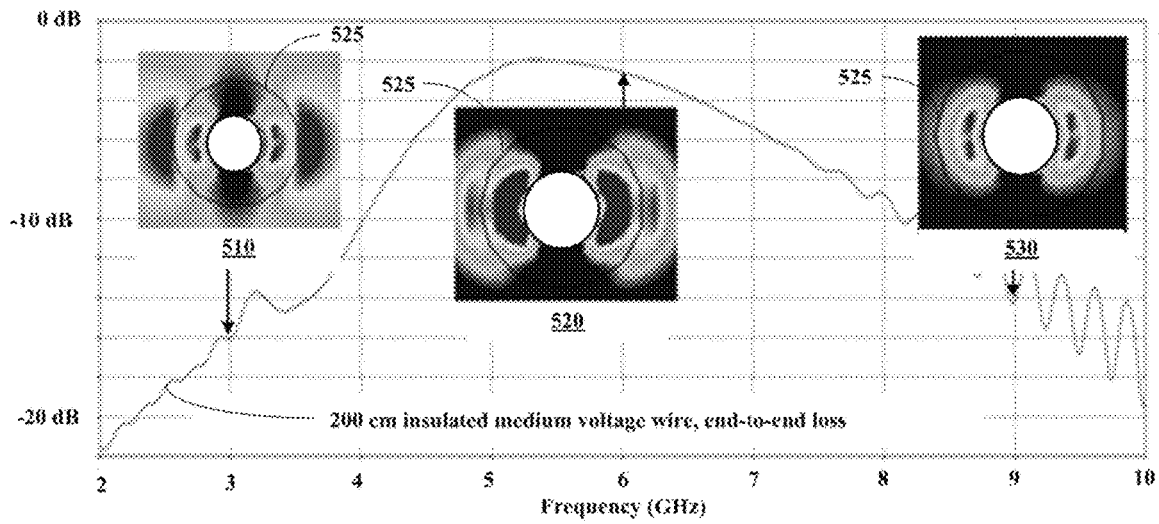 0 dB
525
525
525
-10 dB
510
520
530
-20 dB
200 cm insulated medium voltage wire, end-to-end loss
2 3 4 5 6 7 8 9 10
Frequency (GHz)